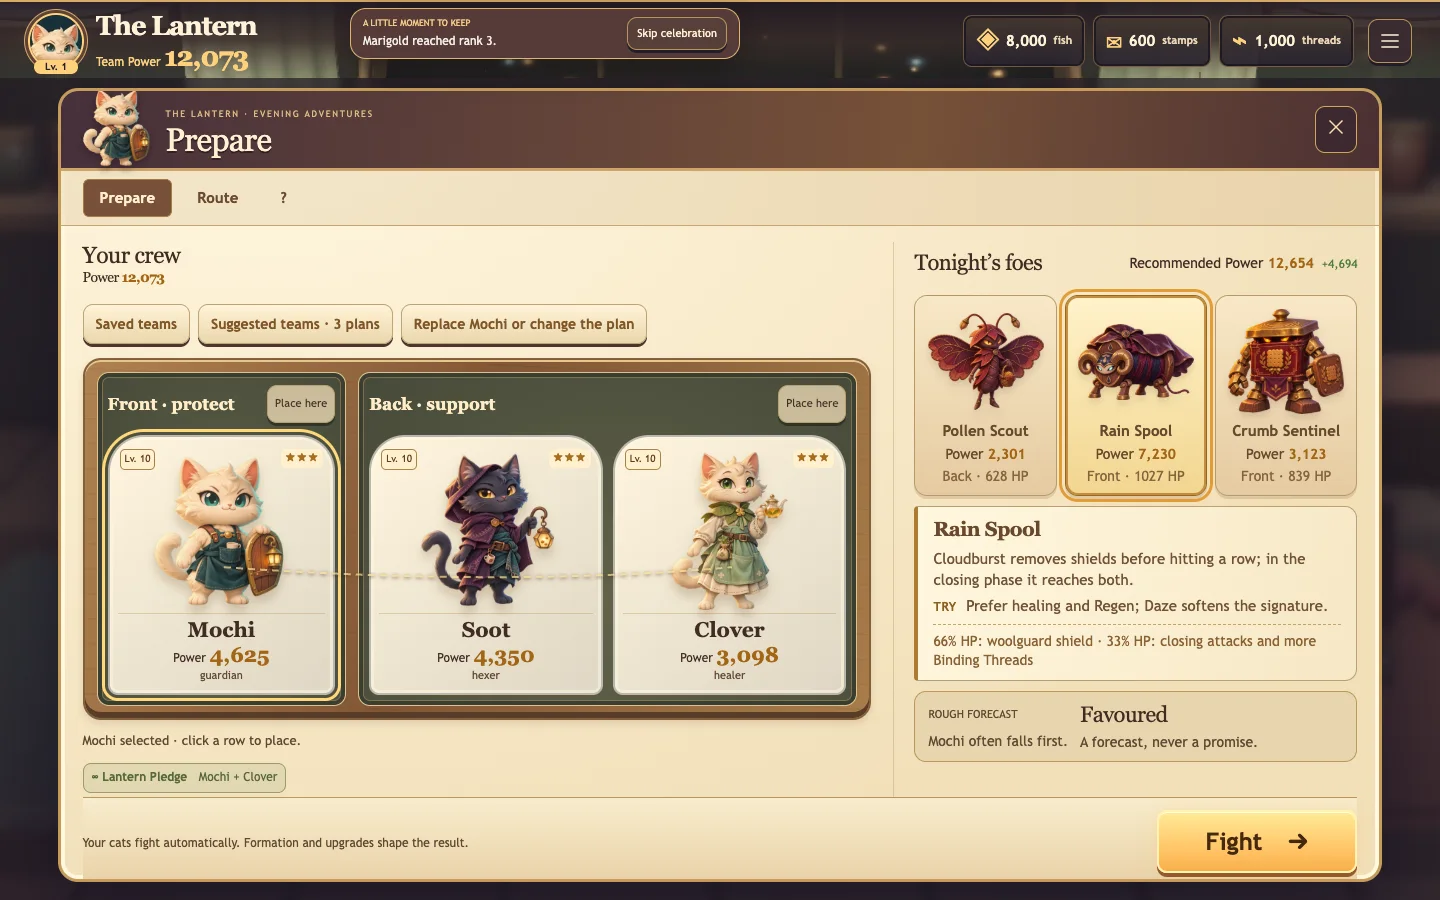 The Lantern
Team Power 12,073
Lv. 1
A LITTLE MOMENT TO KEEP
Marigold reached rank 3.
Skip celebration
8,000 fish
600 stamps
1,000 threads
THE LANTERN · EVENING ADVENTURES
Prepare
Prepare
Route
?
Your crew
Power 12,073
Saved teams
Suggested teams · 3 plans
Replace Mochi or change the plan
Front · protect
Place here
Back · support
Place here
Lv. 10
Mochi
Power 4,625
guardian
Lv. 10
Soot
Power 4,350
hexer
Lv. 10
Clover
Power 3,098
healer
Mochi selected · click a row to place.
∞ Lantern Pledge Mochi + Clover
Tonight's foes
Recommended Power 12,654 +4,694
Pollen Scout
Power 2,301
Back · 628 HP
Rain Spool
Power 7,230
Front · 1027 HP
Crumb Sentinel
Power 3,123
Front · 839 HP
Rain Spool
Cloudburst removes shields before hitting a row; in the
closing phase it reaches both.
TRY Prefer healing and Regen; Daze softens the signature.
66% HP: woolguard shield · 33% HP: closing attacks and more
Binding Threads
ROUGH FORECAST
Favoured
Mochi often falls first.
A forecast, never a promise.
Your cats fight automatically. Formation and upgrades shape the result.
Fight →